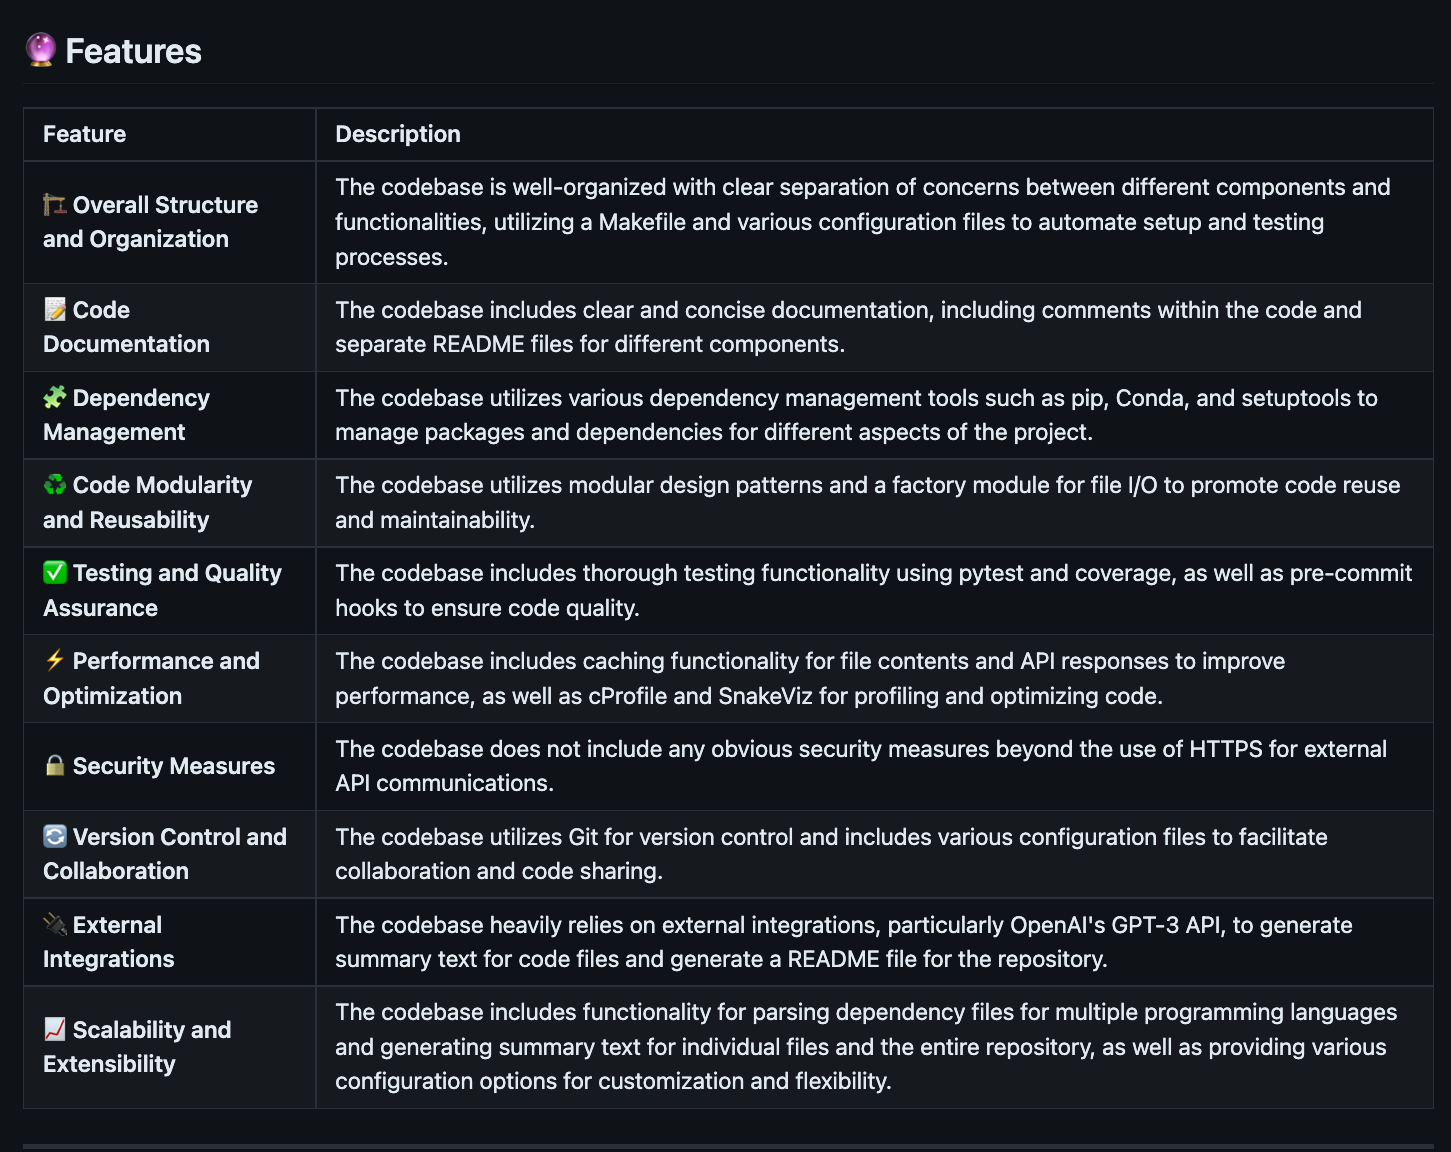 🔮 Features
Feature
Description
🏗️ Overall Structure
and Organization
The codebase is well-organized with clear separation of concerns between different components and
functionalities, utilizing a Makefile and various configuration files to automate setup and testing
processes.
📝 Code
Documentation
The codebase includes clear and concise documentation, including comments within the code and
separate README files for different components.
🧩 Dependency
Management
The codebase utilizes various dependency management tools such as pip, Conda, and setuptools to
manage packages and dependencies for different aspects of the project.
♻️ Code Modularity
and Reusability
The codebase utilizes modular design patterns and a factory module for file I/O to promote code reuse
and maintainability.
✅ Testing and Quality
Assurance
The codebase includes thorough testing functionality using pytest and coverage, as well as pre-commit
hooks to ensure code quality.
⚡ Performance and
Optimization
The codebase includes caching functionality for file contents and API responses to improve
performance, as well as cProfile and SnakeViz for profiling and optimizing code.
🔒 Security Measures
The codebase does not include any obvious security measures beyond the use of HTTPS for external
API communications.
🔄 Version Control and
Collaboration
The codebase utilizes Git for version control and includes various configuration files to facilitate
collaboration and code sharing.
🔌 External
Integrations
The codebase heavily relies on external integrations, particularly OpenAI's GPT-3 API, to generate
summary text for code files and generate a README file for the repository.
📈 Scalability and
Extensibility
The codebase includes functionality for parsing dependency files for multiple programming languages
and generating summary text for individual files and the entire repository, as well as providing various
configuration options for customization and flexibility.